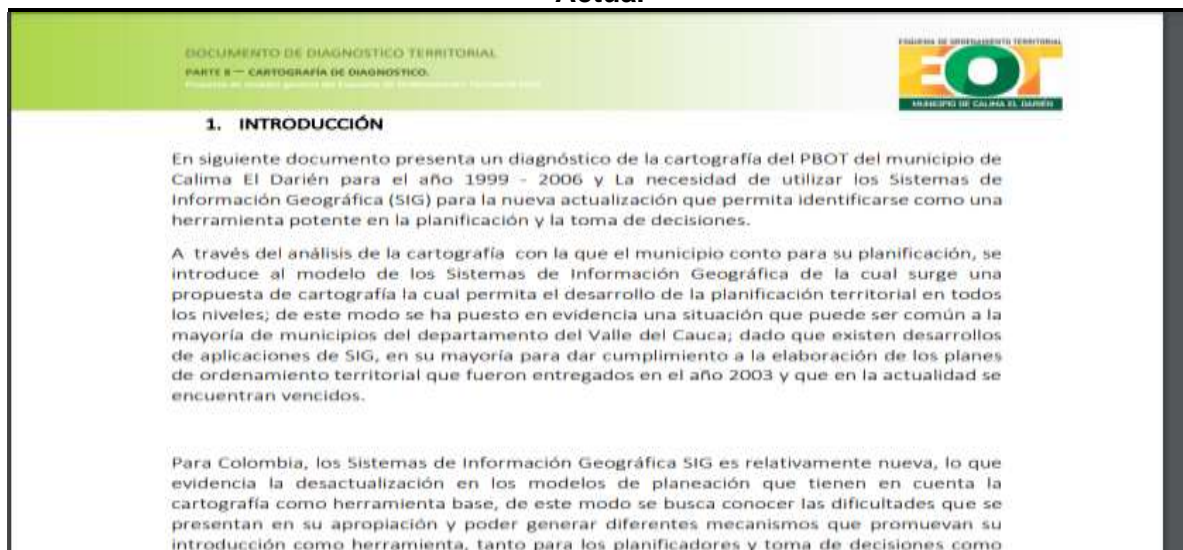 Actual
DOCUMENTO DE DIAGNOSTICO TERRITORIAL
PARTE B — CARTOGRAFÍA DE DIAGNOSTICO.
ESQUEMA DE ORDENAMIENTO TERRITORIAL
EOT
MUNICIPIO DE CALIMA EL DARIÉN
1. INTRODUCCIÓN
En siguiente documento presenta un diagnóstico de la cartografía del PBOT del municipio de
Calima El Darién para el año 1999 - 2006 y La necesidad de utilizar los Sistemas de
Información Geográfica (SIG) para la nueva actualización que permita identificarse como una
herramienta potente en la planificación y la toma de decisiones.
A través del análisis de la cartografía con la que el municipio conto para su planificación, se
introduce al modelo de los Sistemas de Información Geográfica de la cual surge una
propuesta de cartografía la cual permita el desarrollo de la planificación territorial en todos
los niveles; de este modo se ha puesto en evidencia una situación que puede ser común a la
mayoría de municipios del departamento del Valle del Cauca; dado que existen desarrollos
de aplicaciones de SIG, en su mayoría para dar cumplimiento a la elaboración de los planes
de ordenamiento territorial que fueron entregados en el año 2003 y que en la actualidad se
encuentran vencidos.
Para Colombia, los Sistemas de Información Geográfica SIG es relativamente nueva, lo que
evidencia la desactualización en los modelos de planeación que tienen en cuenta la
cartografía como herramienta base, de este modo se busca conocer las dificultades que se
presentan en su apropiación y poder generar diferentes mecanismos que promuevan su
introducción como herramienta, tanto para los planificadores y toma de decisiones como